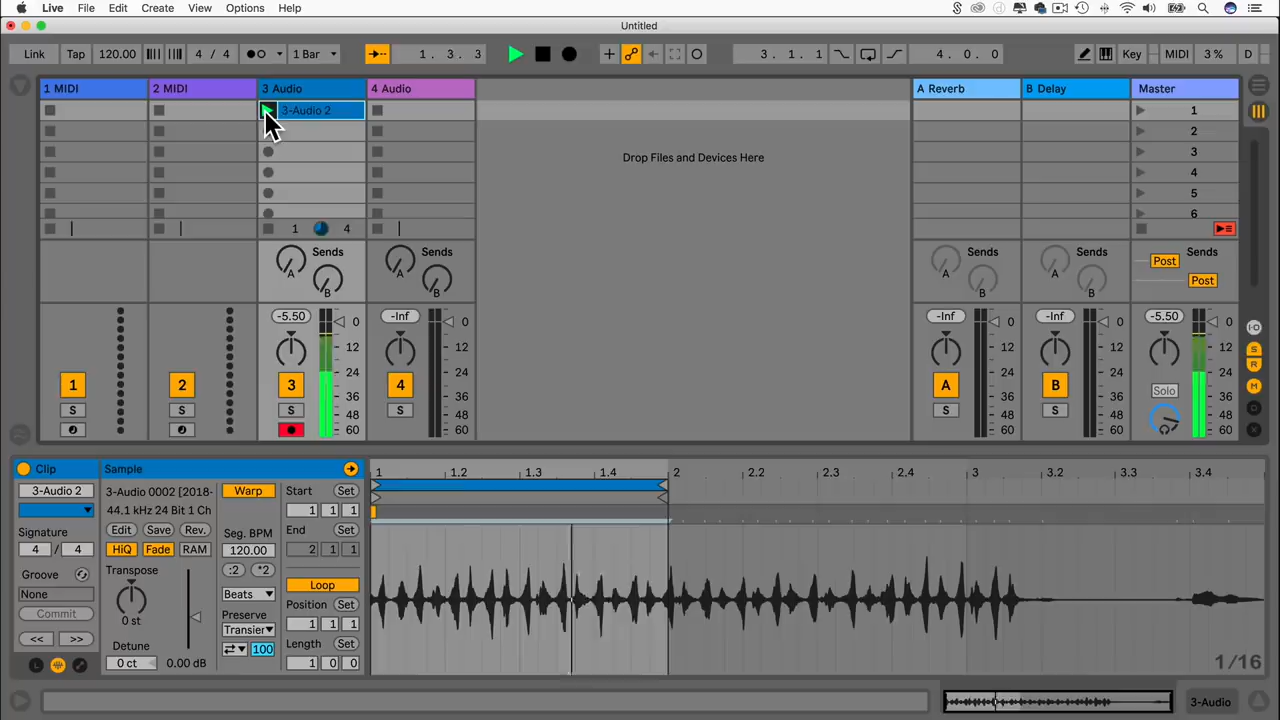 Live File Edit Create View Options Help
Untitled
Link Tap 120.00 4 / 4 1 Bar 1. 3. 3 3. 1. 1 4. 0. 0 Key MIDI 3 % D
1 MIDI 2 MIDI 3 Audio 4 Audio A Reverb B Delay Master
3-Audio 2 1
2
Drop Files and Devices Here 3
4
5
6
1 4
Sends Sends Post Sends
A A A A
B B B B Post
-5.50 -Inf -Inf -Inf -5.50
0 0 0 0 0
12 12 12 12 12
24 24 24 24 24
1 2 3 4 A B Solo
36 36 36 36 36
S S S S S S
48 48 48 48 48
60 60 60 60 60
I·O
S
R
M
Clip Sample 1 1.2 1.3 1.4 2 2.2 2.3 2.4 3 3.2 3.3 3.4
3-Audio 2 3-Audio 0002 [2018- Warp Start Set
44.1 kHz 24 Bit 1 Ch 1 1 1
Signature Edit Save Rev. Seg. BPM End Set
4 / 4 HiQ Fade RAM 120.00 2 1 1
Groove Transpose :2 *2 Loop
None Beats Position Set
Commit 0 st Preserve 1 1 1
<< >> Detune Transier Length Set
L 0 ct 0.00 dB 100 1 0 0 1/16
3-Audio